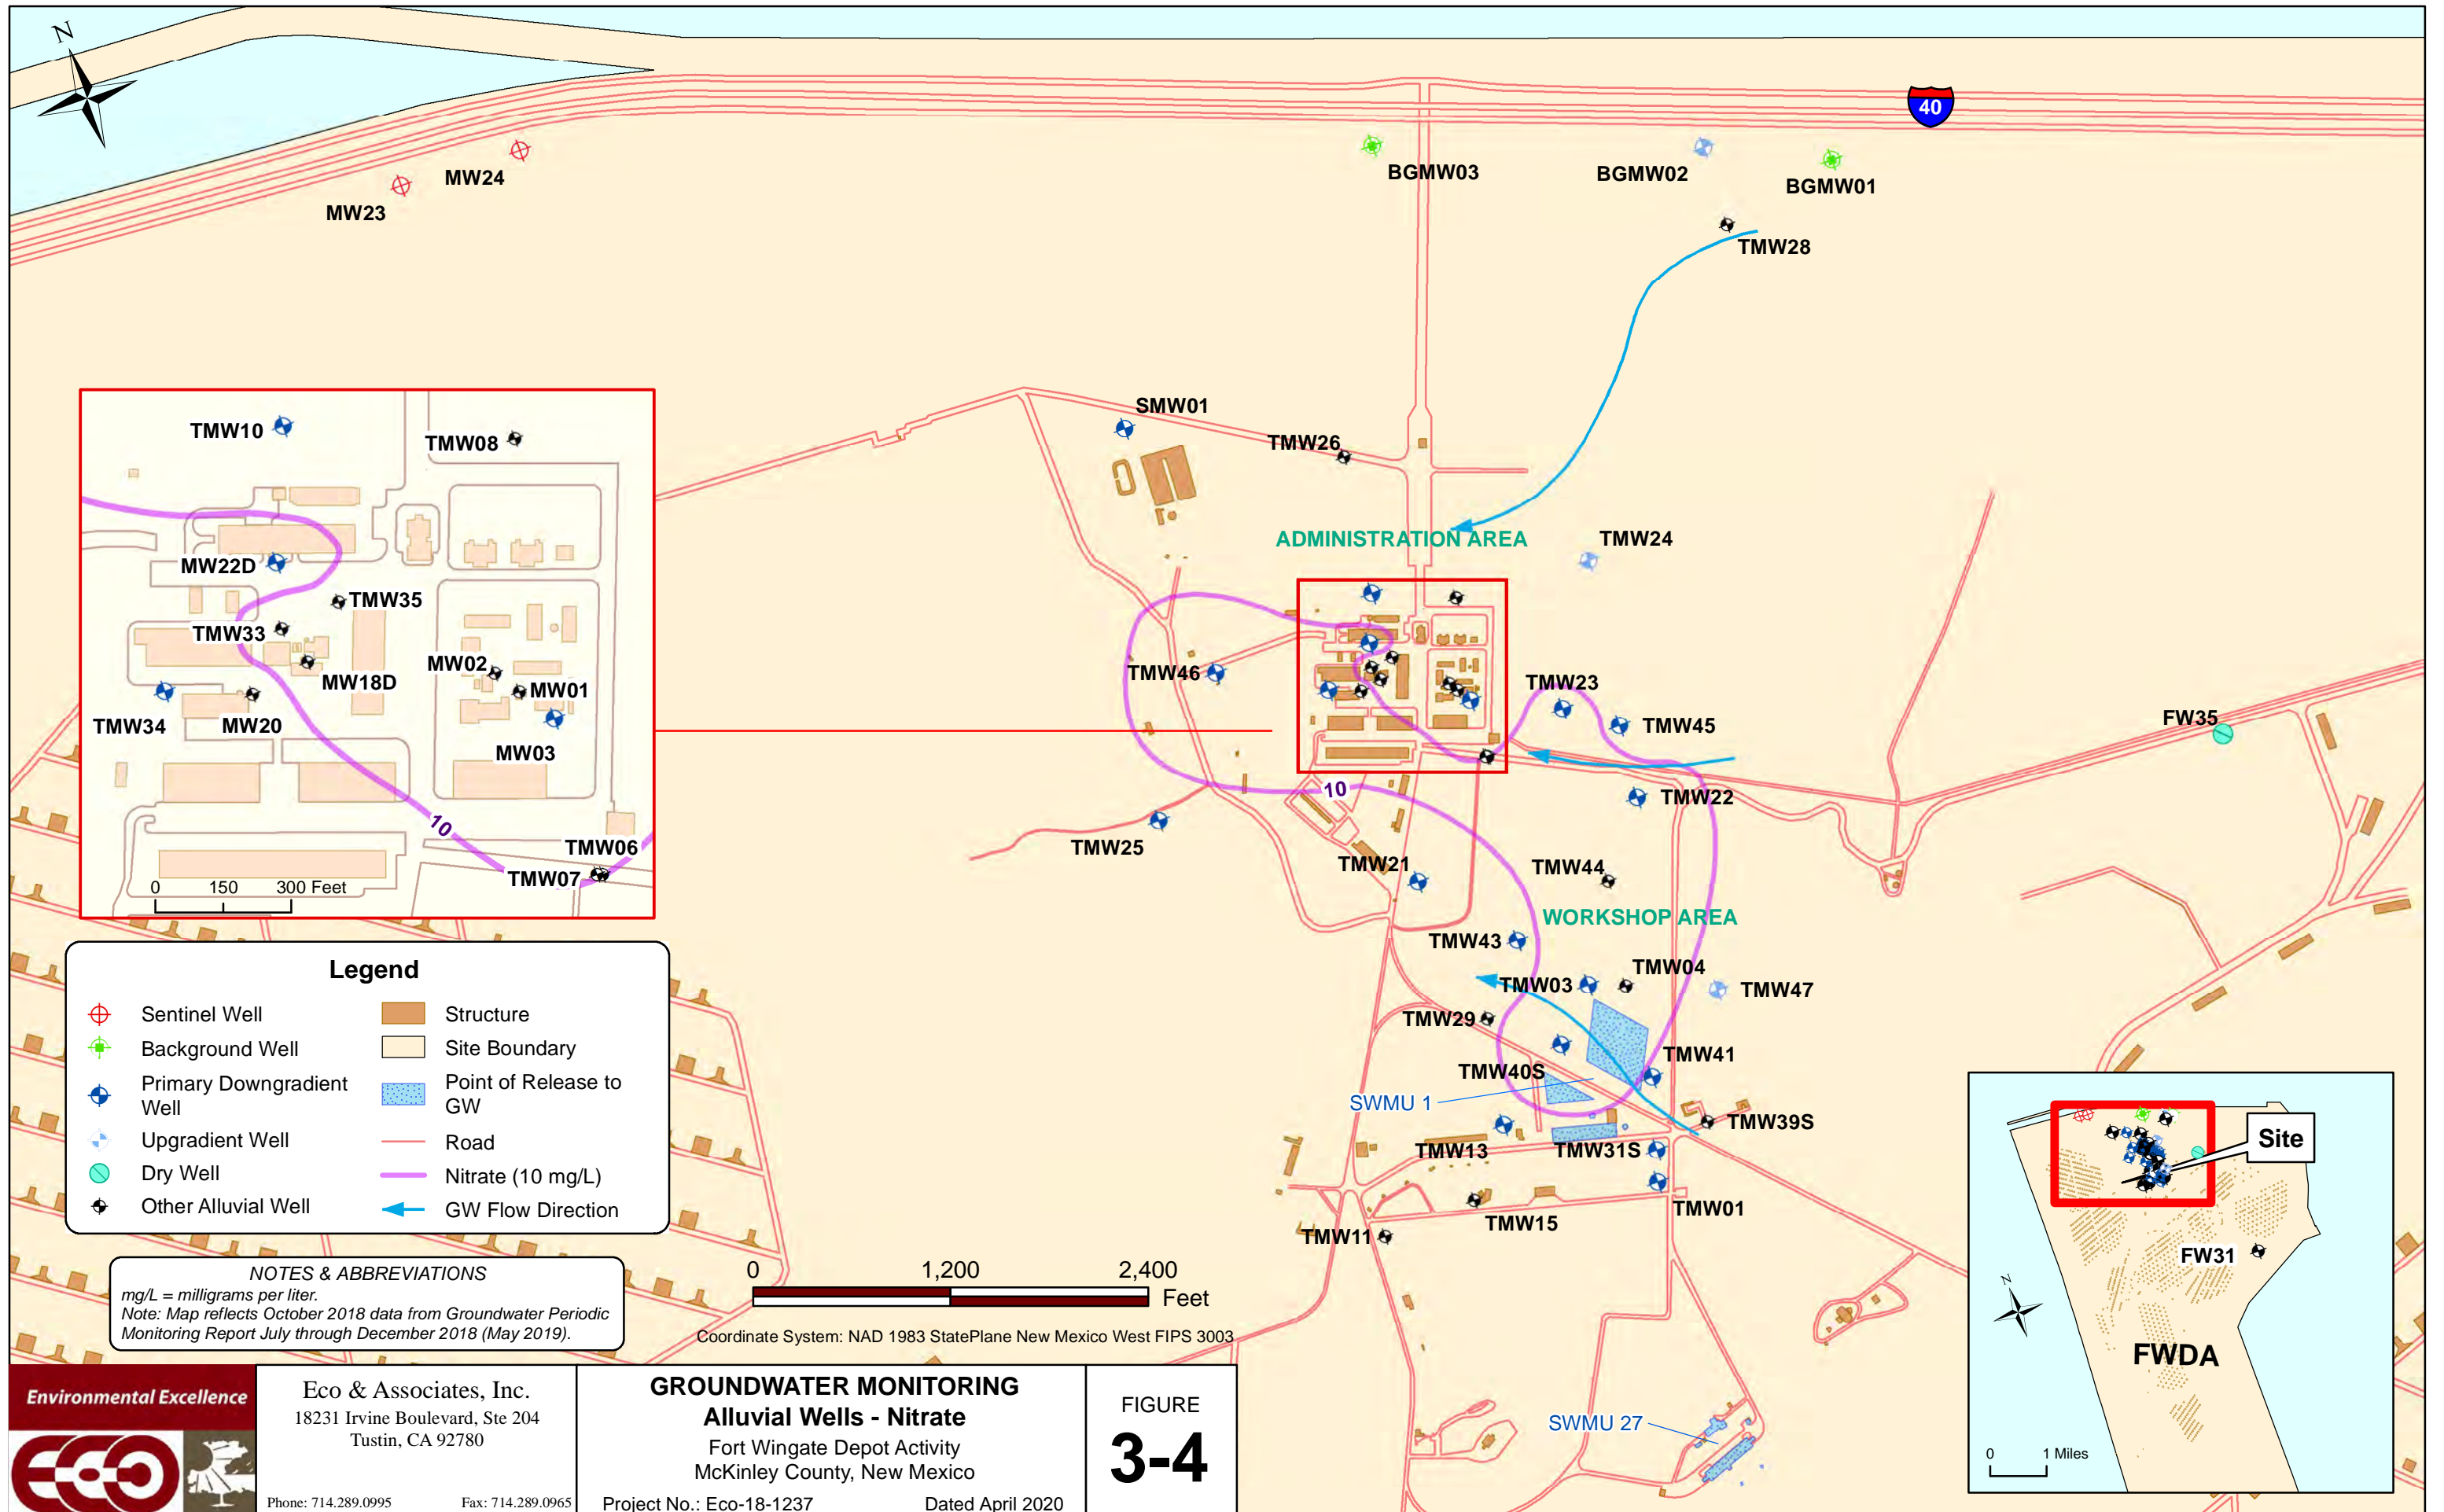 N
40
MW24
MW23
BGMW03
BGMW02
BGMW01
TMW28
SMW01
TMW26
ADMINISTRATION AREA
TMW24
TMW10
TMW08
MW22D
TMW35
TMW33
MW02
MW18D
MW01
TMW34
MW20
MW03
10
TMW06
TMW07
0 150 300 Feet
TMW46
TMW23
TMW45
FW35
10
TMW22
TMW25
TMW21
TMW44
WORKSHOP AREA
TMW43
TMW03
TMW04
TMW47
TMW29
TMW41
TMW40S
SWMU 1
TMW39S
TMW13
TMW31S
TMW01
TMW15
TMW11
SWMU 27
Legend
Sentinel Well
Background Well
Primary Downgradient
Well
Upgradient Well
Dry Well
Other Alluvial Well
Structure
Site Boundary
Point of Release to
GW
Road
Nitrate (10 mg/L)
GW Flow Direction
NOTES & ABBREVIATIONS
mg/L = milligrams per liter.
Note: Map reflects October 2018 data from Groundwater Periodic
Monitoring Report July through December 2018 (May 2019).
0 1,200 2,400
Feet
Coordinate System: NAD 1983 StatePlane New Mexico West FIPS 3003
Site
FW31
N
FWDA
0 1 Miles
Environmental Excellence
ECO
Eco & Associates, Inc.
18231 Irvine Boulevard, Ste 204
Tustin, CA 92780
Phone: 714.289.0995 Fax: 714.289.0965
GROUNDWATER MONITORING
Alluvial Wells - Nitrate
Fort Wingate Depot Activity
McKinley County, New Mexico
Project No.: Eco-18-1237 Dated April 2020
FIGURE
3-4